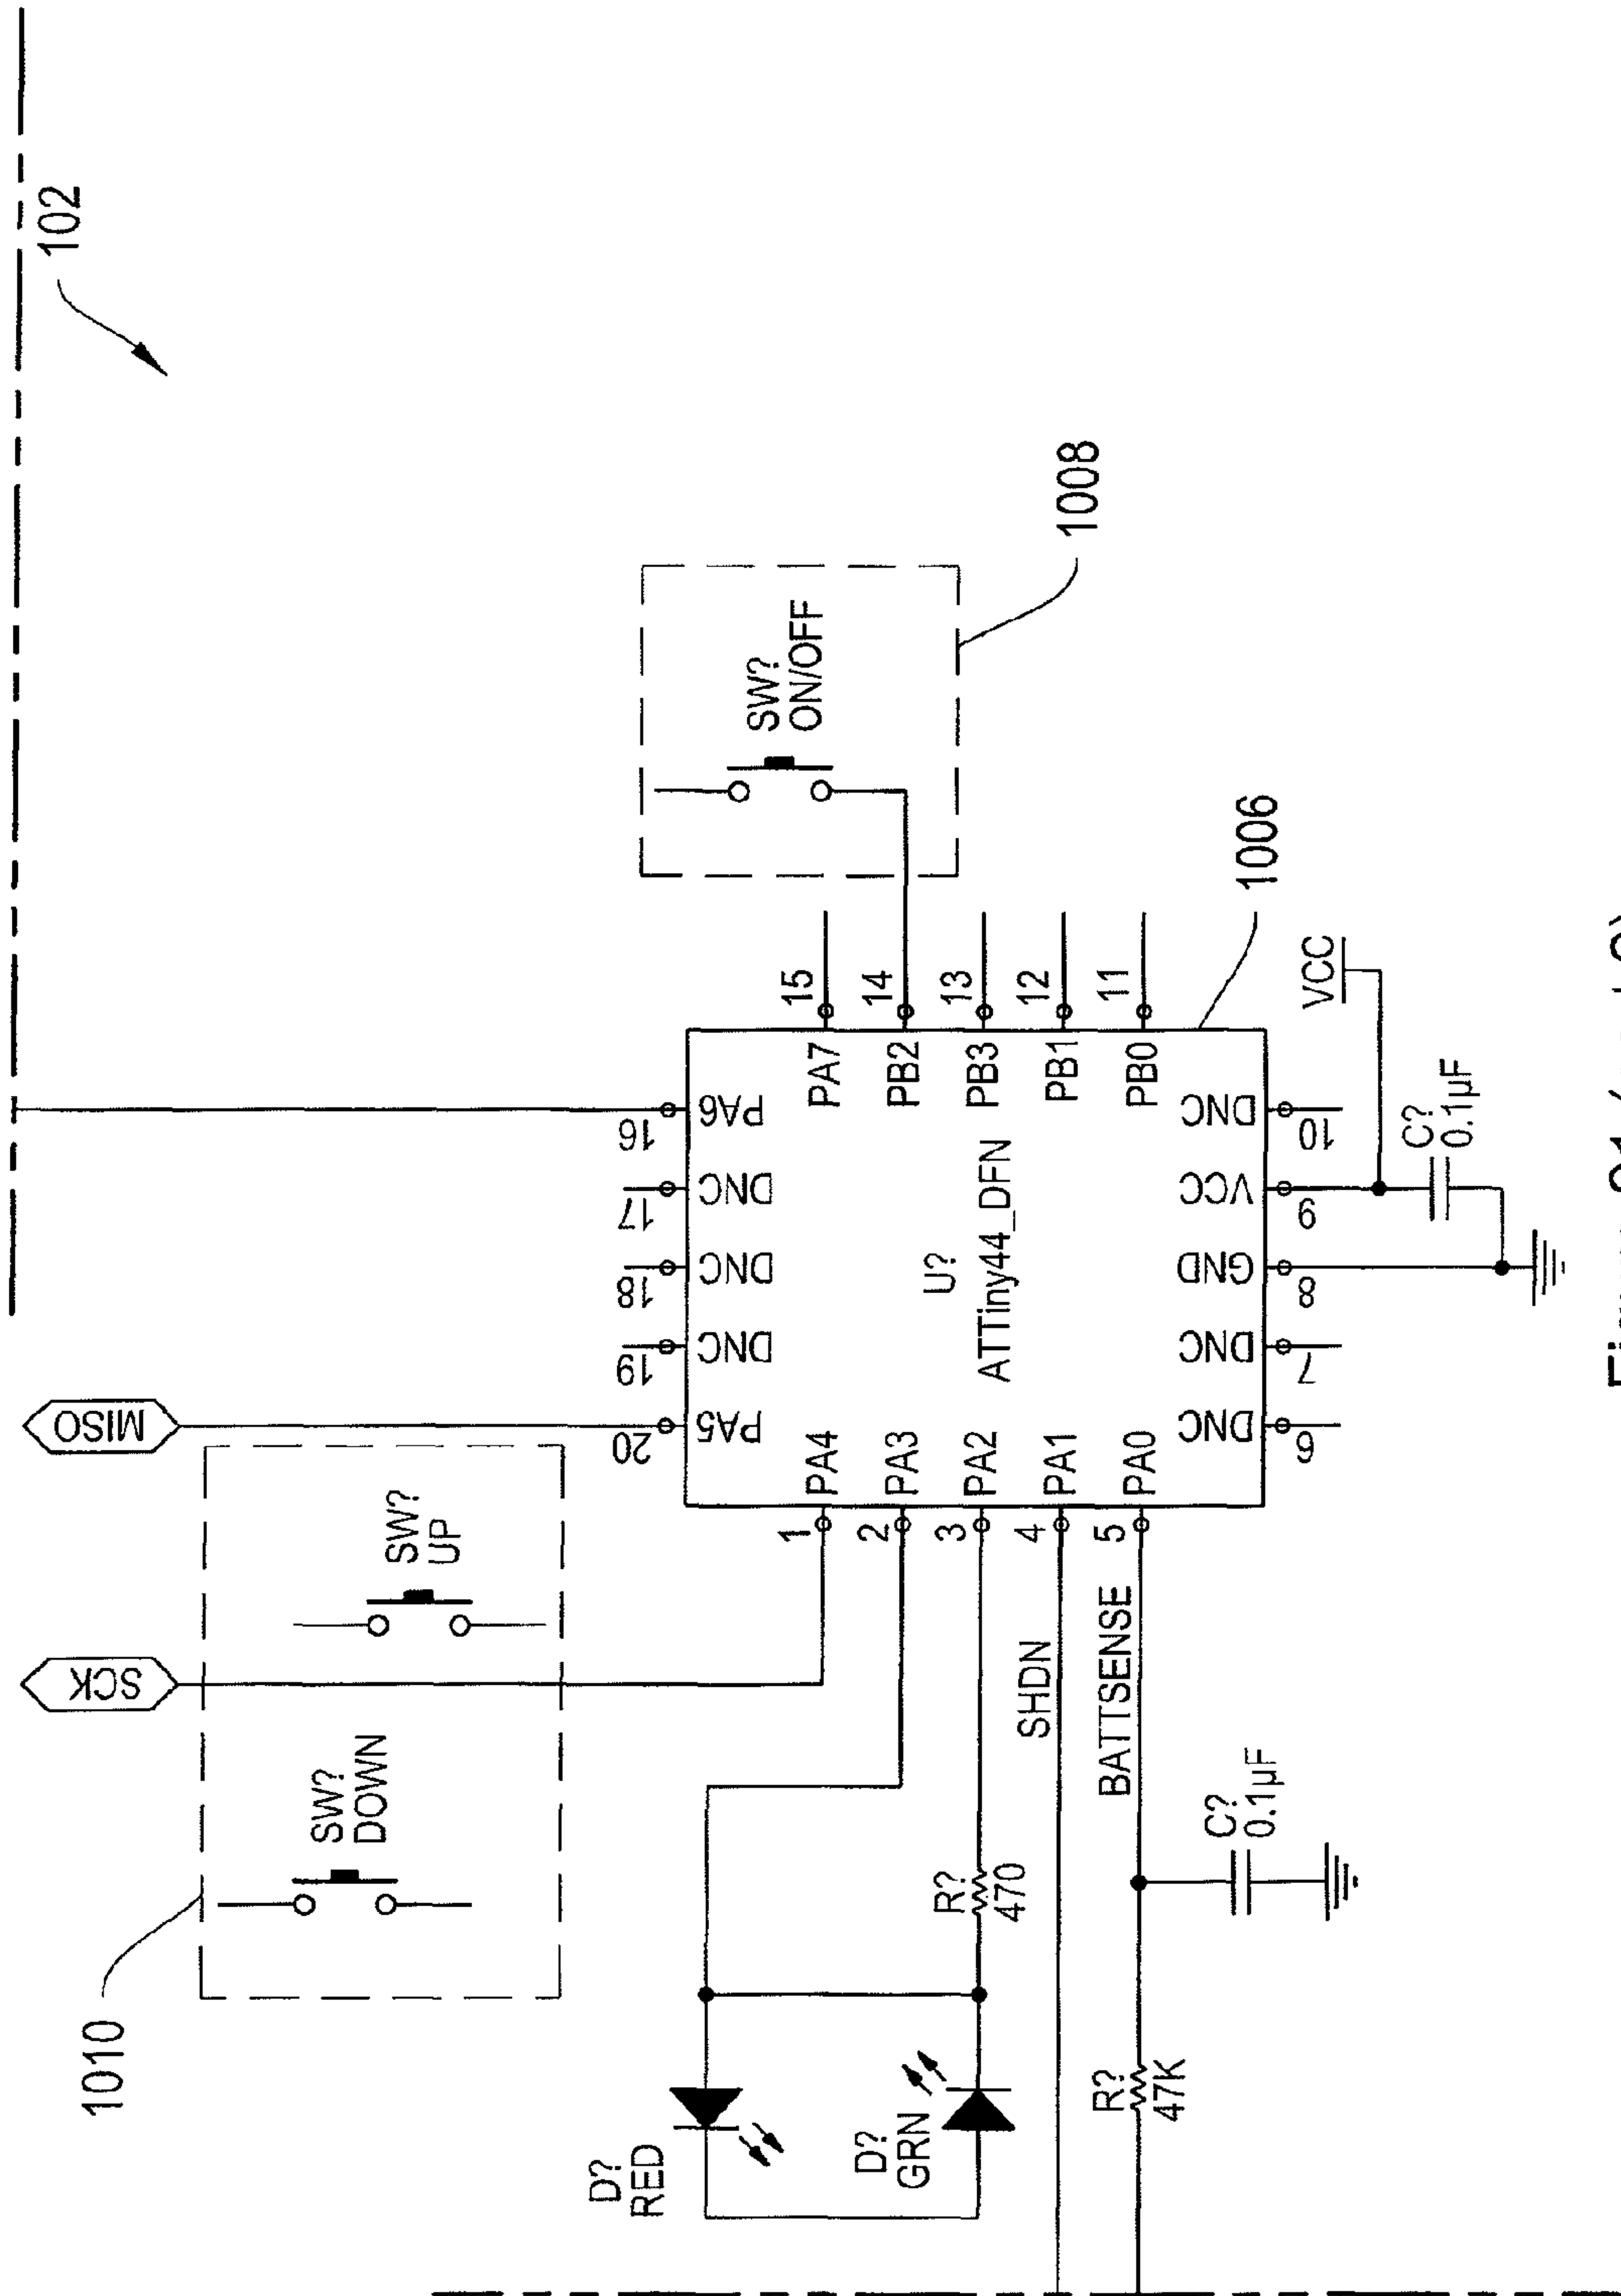 102
1010
SW?
DOWN
SCK
SW?
UP
MISO
SW?
ON/OFF
1008
D?
RED
D?
GRN
R?
470
SHDN
BATTSENSE
R?
47K
C?
0.1µF
1
PA4
2
PA3
3
PA2
4
PA1
5
PA0
20
PA5
19
DNC
18
DNC
17
DNC
16
PA6
U?
ATTiny44_DFN
PA7
15
PB2
14
PB3
13
PB1
12
PB0
11
DNC
6
DNC
7
GND
8
VCC
9
DNC
10
1006
VCC
C?
0.1µF